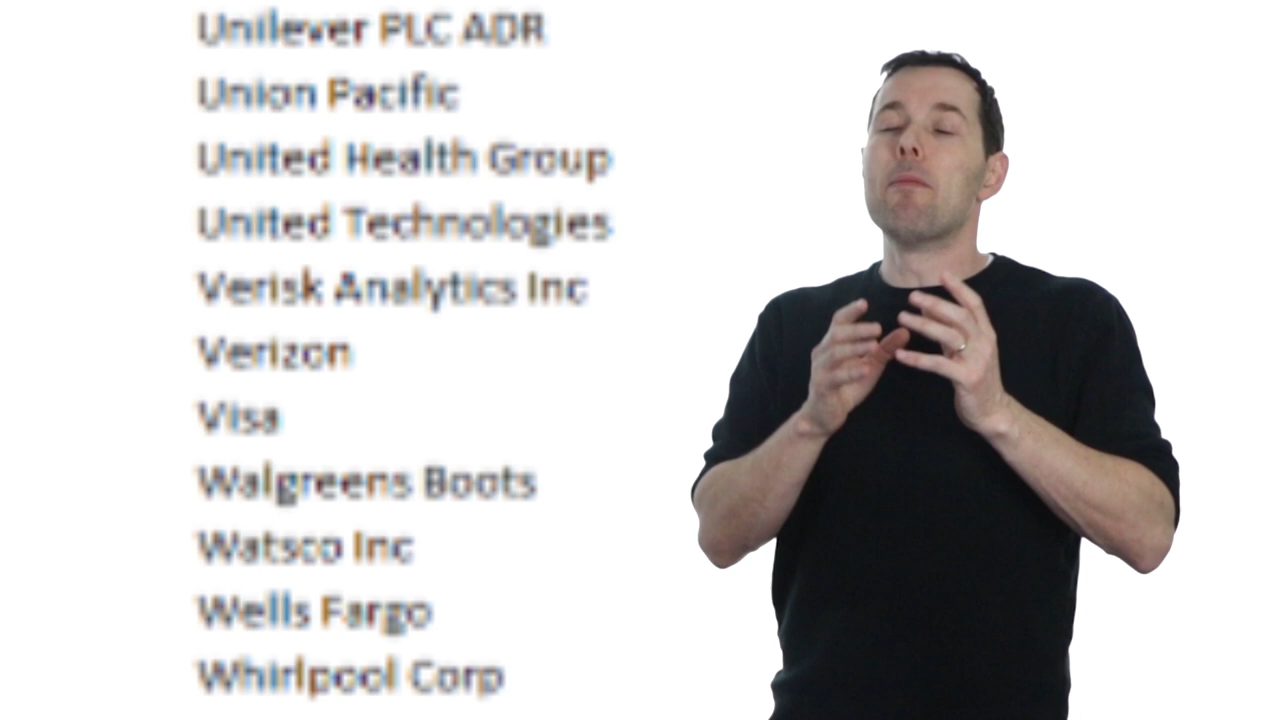 Unilever PLC ADR
Union Pacific
United Health Group
United Technologies
Verisk Analytics Inc
Verizon
Visa
Walgreens Boots
Watsco Inc
Wells Fargo
Whirlpool Corp